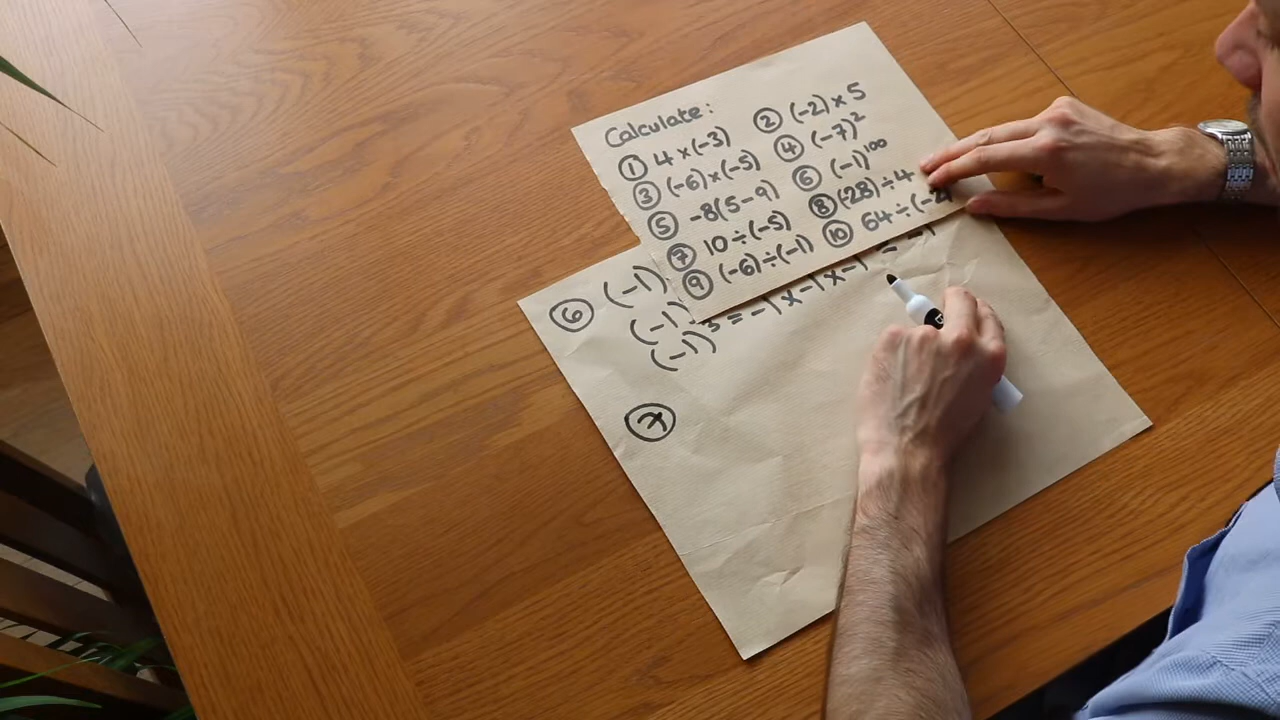 Calculate:
① 4 × (-3) ② (-2) × 5
③ (-6) × (-5) ④ (-7)²
⑤ -8(5 - 9) ⑥ (-1)¹⁰⁰
⑦ 10 ÷ (-5) ⑧ (-28) ÷ 4
⑨ (-6) ÷ (-1) ⑩ 64 ÷ (-2
⑥ (-1)
(-1)³ = -1 × -1 × -1 = -1
(-1)
⑦